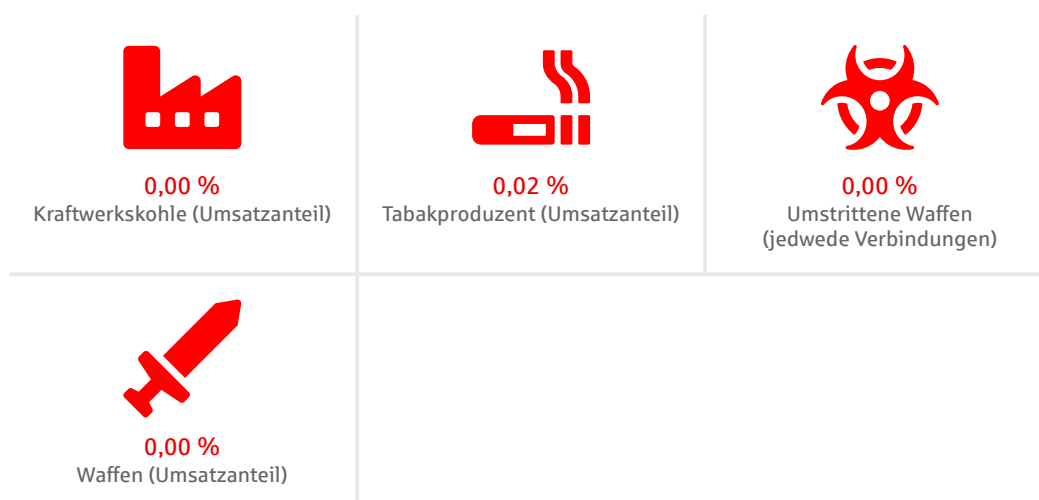 0,00 %
Kraftwerkskohle (Umsatzanteil)
0,02 %
Tabakproduzent (Umsatzanteil)
0,00 %
Umstrittene Waffen
(jedwede Verbindungen)
0,00 %
Waffen (Umsatzanteil)